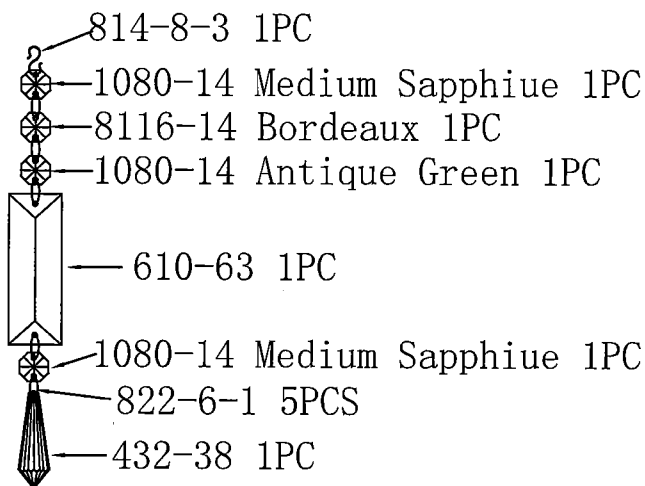 814-8-3 1PC
1080-14 Medium Sapphiue 1PC
8116-14 Bordeaux 1PC
1080-14 Antique Green 1PC
610-63 1PC
1080-14 Medium Sapphiue 1PC
822-6-1 5PCS
432-38 1PC